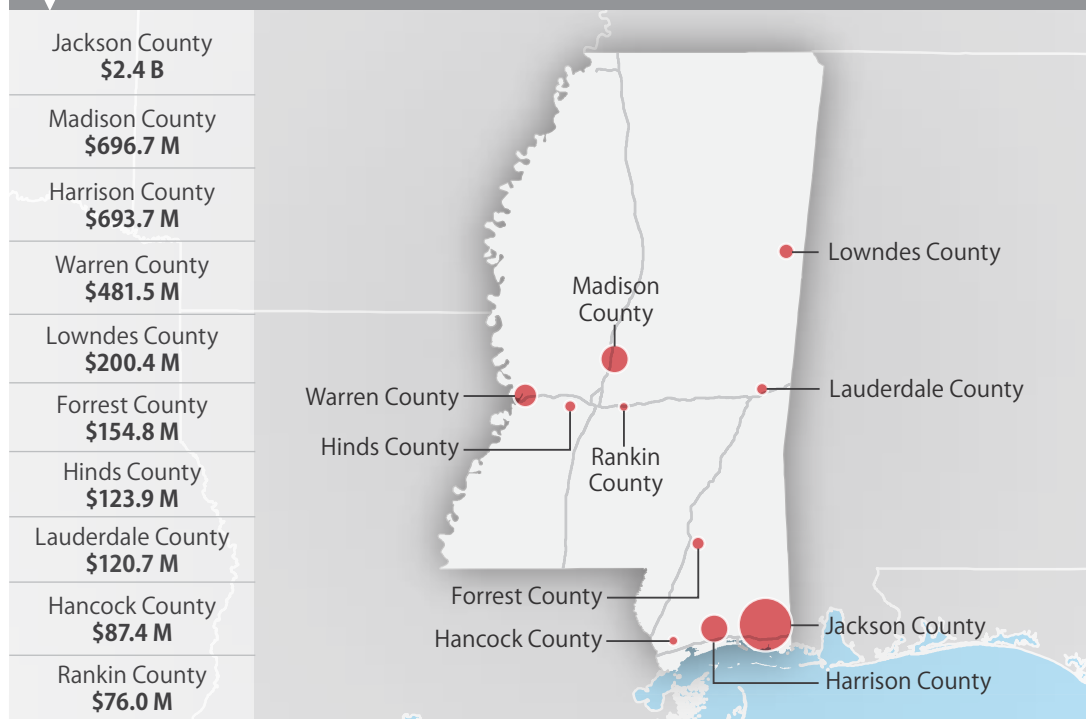 Jackson County
$2.4 B
Madison County
$696.7 M
Harrison County
$693.7 M
Warren County
$481.5 M
Lowndes County
$200.4 M
Forrest County
$154.8 M
Hinds County
$123.9 M
Lauderdale County
$120.7 M
Hancock County
$87.4 M
Rankin County
$76.0 M
Lowndes County
Madison
County
Lauderdale County
Warren County
Hinds County
Rankin
County
Forrest County
Hancock County
Jackson County
Harrison County